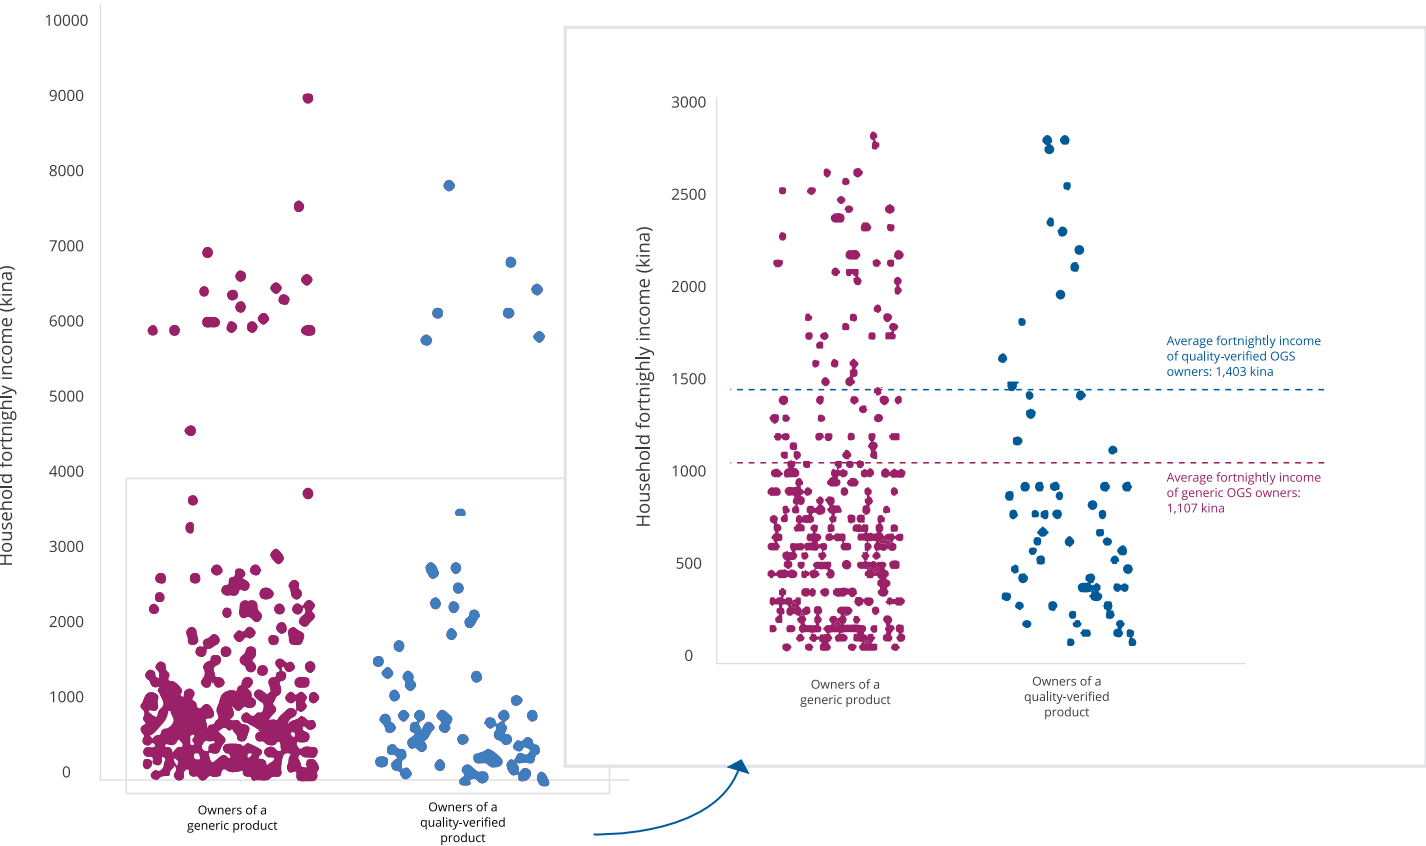 Household fortnighly income (kina)
10000
9000
8000
7000
6000
5000
4000
3000
2000
1000
0
Owners of a
generic product
Owners of a
quality-verified
product
Household fortnighly income (kina)
3000
2500
2000
1500
1000
500
0
Average fortnightly income
of quality-verified OGS
owners: 1,403 kina
Average fortnightly income
of generic OGS owners:
1,107 kina
Owners of a
generic product
Owners of a
quality-verified
product